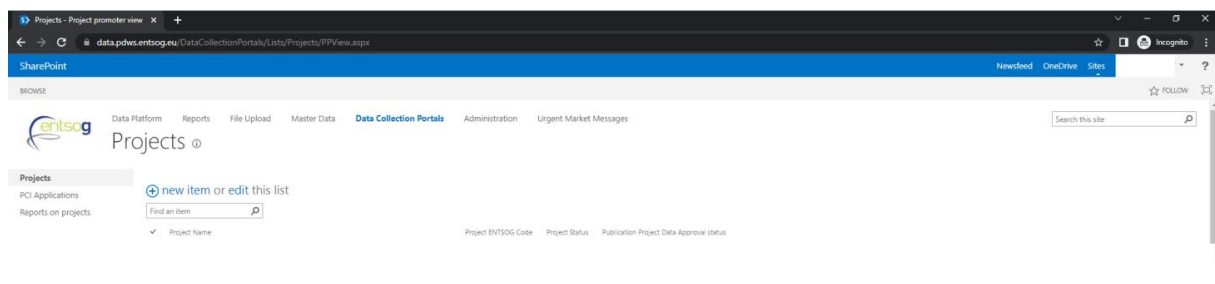 Projects - Project promoter view
data.pdws.entsog.eu/DataCollectionPortals/Lists/Projects/PPView.aspx
Incognito
SharePoint
Newsfeed OneDrive Sites
?
BROWSE
FOLLOW
entsog
Data Platform Reports File Upload Master Data Data Collection Portals Administration Urgent Market Messages
Search this site
Projects
Projects
PCI Applications
Reports on projects
new item or edit this list
Find an item
Project Name Project ENTSOG Code Project Status Publication Project Data Approval status